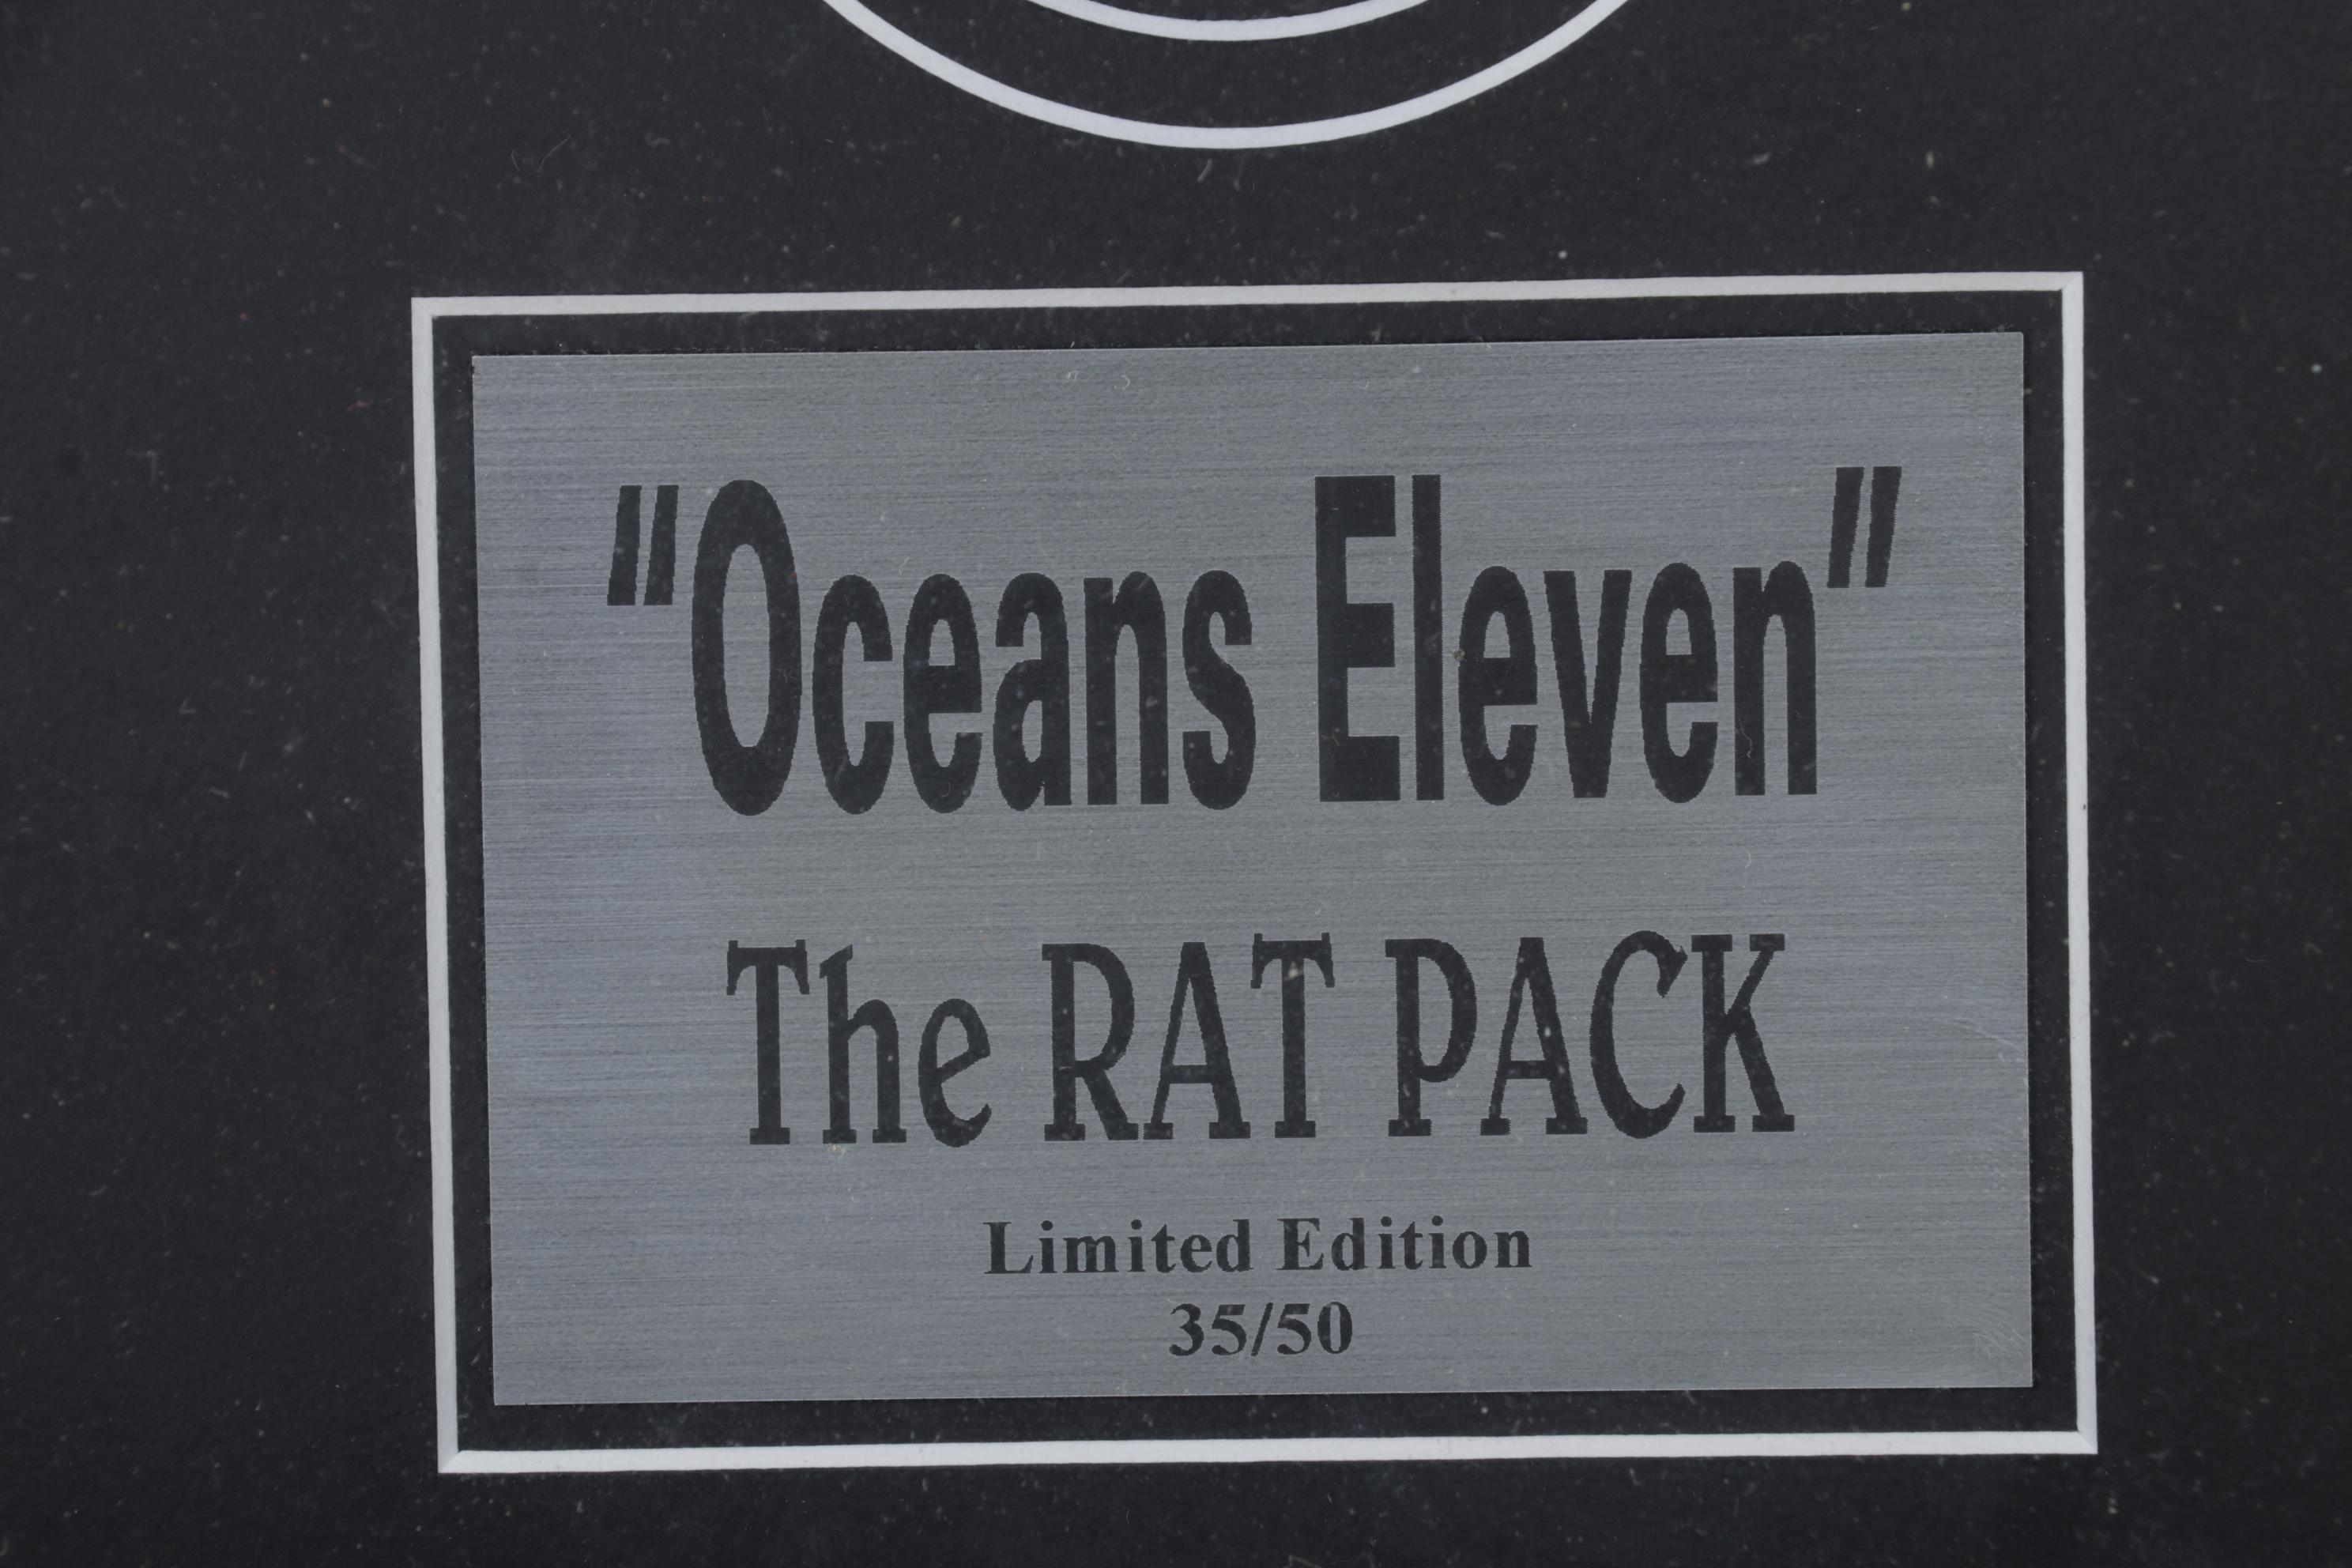 "Oceans Eleven"
The RAT PACK
Limited Edition
35/50